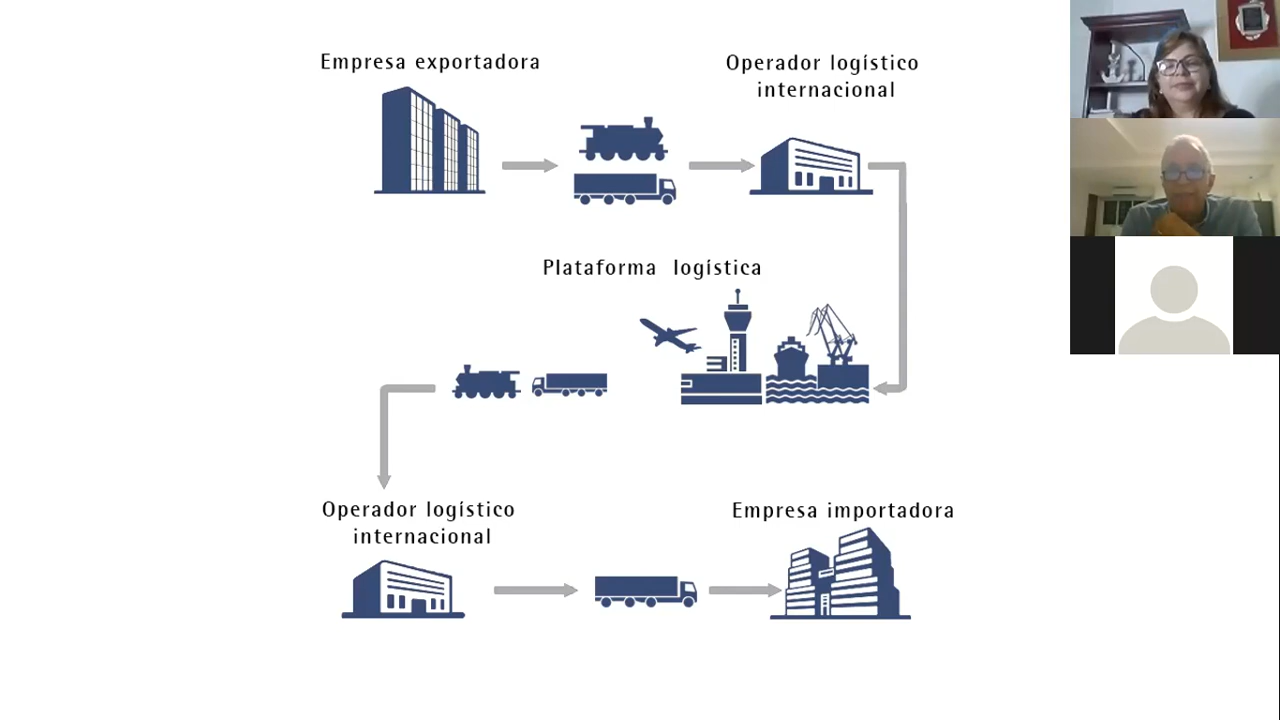 Empresa exportadora
Operador logístico
internacional
Plataforma logística
Operador logístico
internacional
Empresa importadora